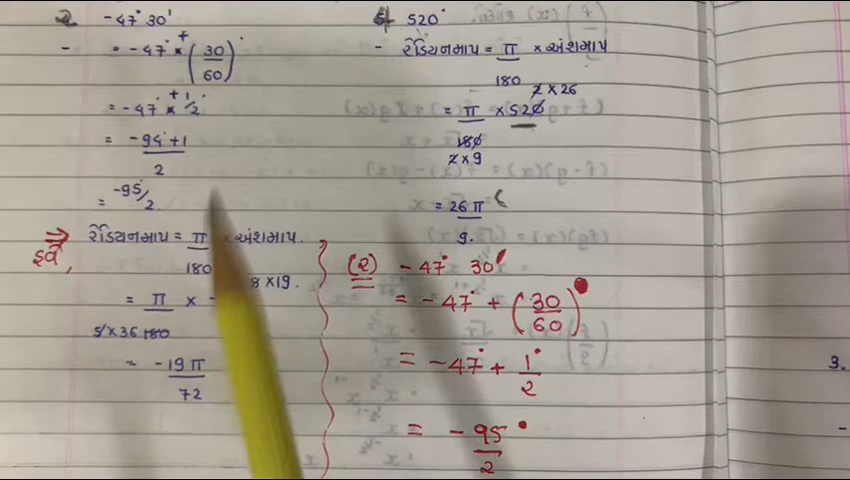 2. -47° 30'
= -47° + (30/60)°
= -47° + 1/2°
= -94 + 1 / 2
= -95°/2
⇒ રેડિયનમાપ = π/180 × અંશમાપ.
હવે,
8 × 19.
= π ×
5 × 36 180
= -19π/72
520°
- રેડિયનમાપ = π/180 × અંશમાપ
2 × 26
= π/180 × 520
2 × 9
= 26π/9.
(2) -47° 30'
= -47° + (30/60)°
= -47° + 1°/2
= -95°/2
3.